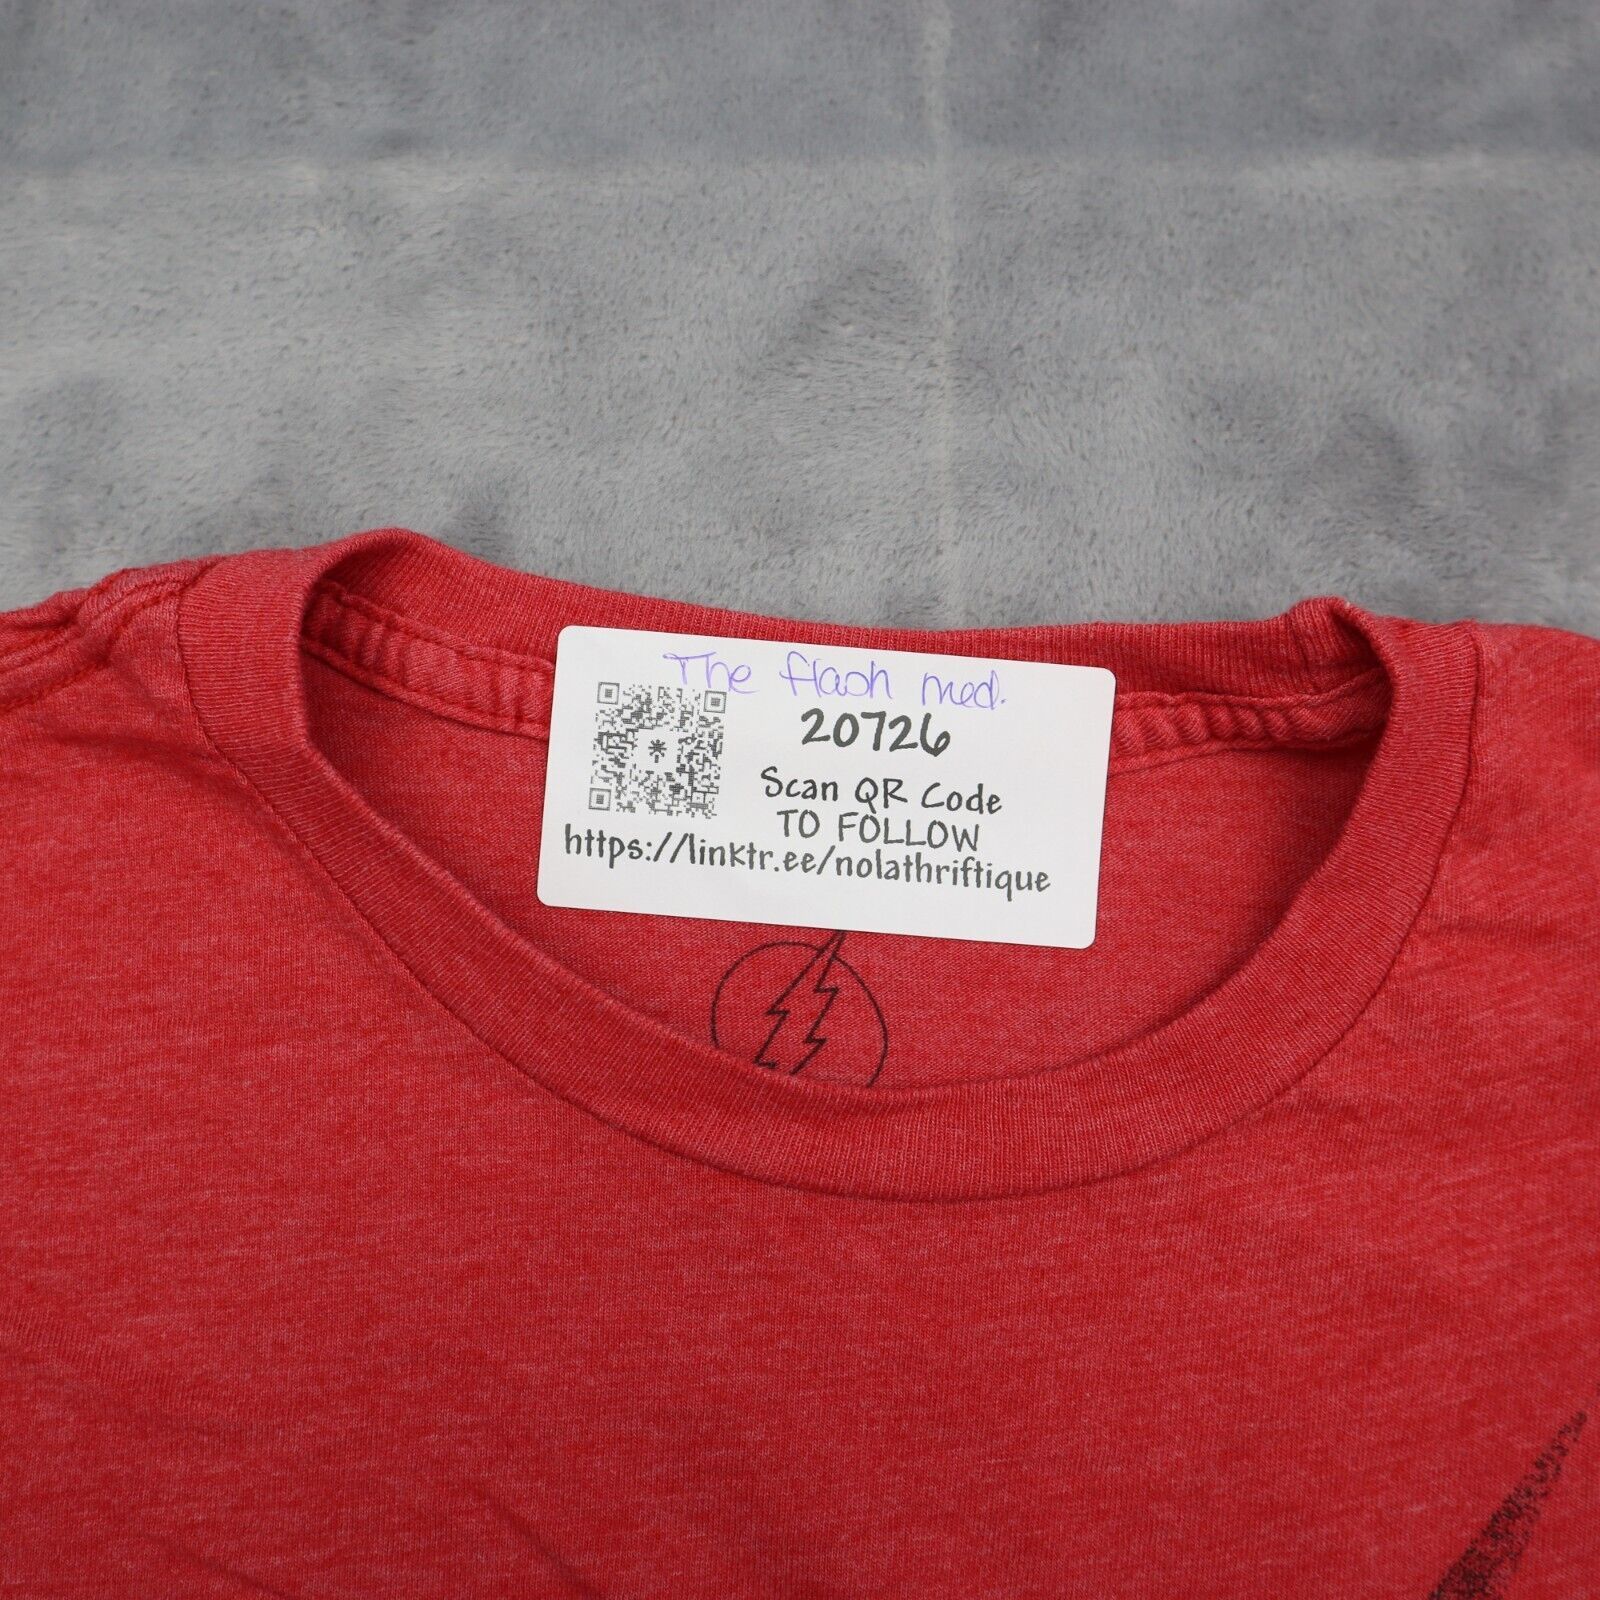 The flash med.
20726
Scan QR Code
TO FOLLOW
https://linktr.ee/nolathriftique